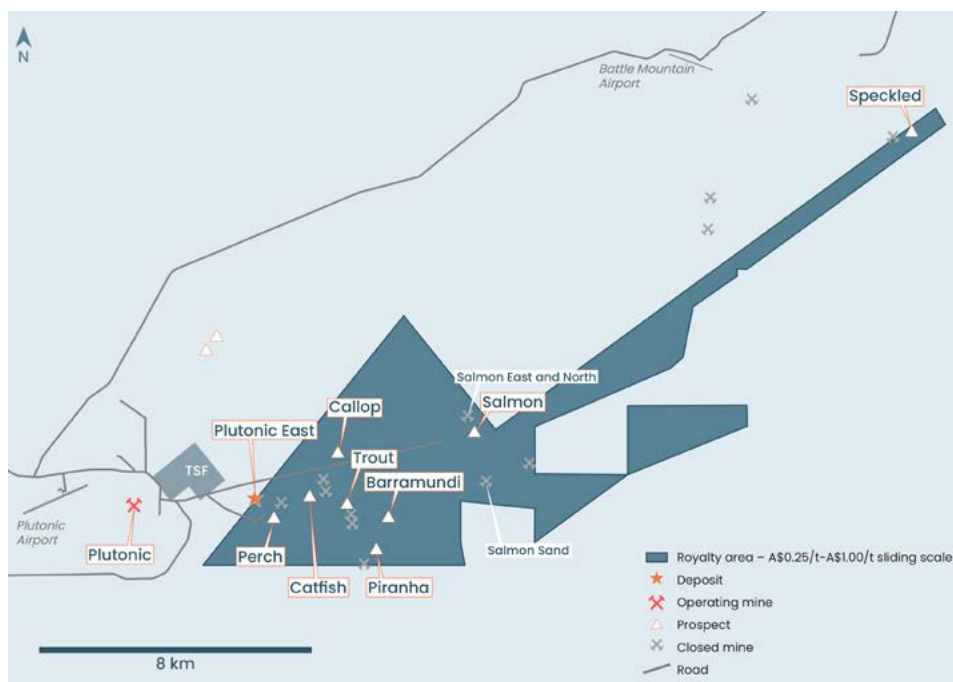 N
Battle Mountain
Airport
Speckled
Salmon East and North
Callop
Salmon
Plutonic East
TSF
Trout
Barramundi
Plutonic
Airport
Plutonic
Perch
Salmon Sand
Catfish
Piranha
Royalty area – A$0.25/t-A$1.00/t sliding scale
Deposit
Operating mine
Prospect
Closed mine
Road
8 km